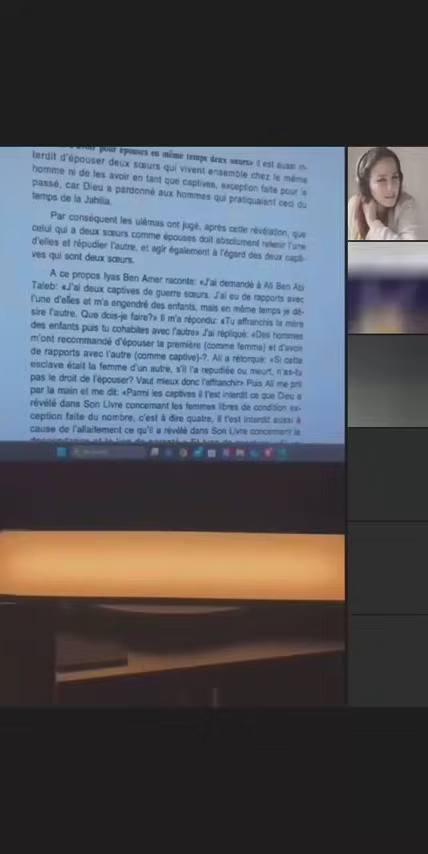 pour épouses en même temps deux sœurs» il est aussi in-
terdit d'épouser deux sœurs qui vivent ensemble chez le même
homme ni de les avoir en tant que captives, exception faite pour le
passé, car Dieu a pardonné aux hommes qui pratiquaient ceci du
temps de la Jahilia.
Par conséquent les ulémas ont jugé, après cette révélation, que
celui qui a deux sœurs comme épouses doit absolument retenir l'une
d'elles et répudier l'autre, et agir également à l'égard des deux capti-
ves qui sont deux sœurs.
A ce propos Iyas Ben Amer raconte: «J'ai demandé à Ali Ben Abi
Taleb: «J'ai deux captives de guerre sœurs. J'ai eu de rapports avec
l'une d'elles et m'a engendré des enfants, mais en même temps je dé-
sire l'autre. Que dois-je faire?» Il m'a répondu: «Tu affranchis la mère
des enfants puis tu cohabites avec l'autre» J'ai répliqué: «Des hommes
m'ont recommandé d'épouser la première (comme femme) et d'avoir
de rapports avec l'autre (comme captive)-?. Ali a rétorqué: «Si cette
esclave était la femme d'un autre, s'il l'a répudiée ou meurt, n'as-tu
pas le droit de l'épouser? Vaut mieux donc l'affranchir» Puis Ali me prit
par la main et me dit: «Parmi les captives il t'est interdit ce que Dieu a
révélé dans Son Livre concernant les femmes libres de condition ex-
ception faite du nombre, c'est à dire quatre, il t'est interdit aussi à
cause de l'allaitement ce qu'il a révélé dans Son Livre concernant la